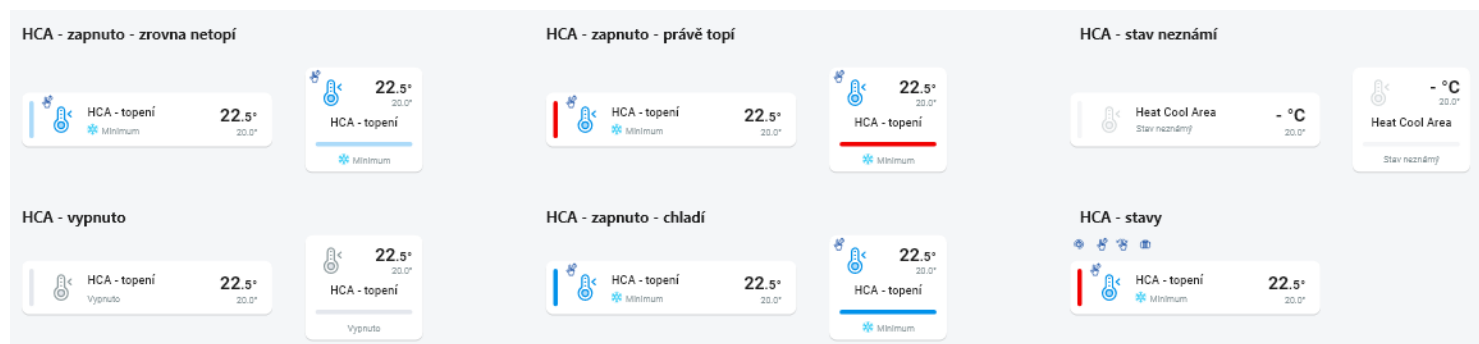 HCA - zapnuto - zrovna netopí
HCA - topení
Minimum
22.5°
20.0°
22.5°
20.0°
HCA - topení
Minimum
HCA - zapnuto - právě topí
HCA - topení
Minimum
22.5°
20.0°
22.5°
20.0°
HCA - topení
Minimum
HCA - stav neznámí
Heat Cool Area
Stav neznámý
- °C
20.0°
- °C
20.0°
Heat Cool Area
Stav neznámý
HCA - vypnuto
HCA - topení
Vypnuto
22.5°
20.0°
22.5°
20.0°
HCA - topení
Vypnuto
HCA - zapnuto - chladí
HCA - topení
Minimum
22.5°
20.0°
22.5°
20.0°
HCA - topení
Minimum
HCA - stavy
HCA - topení
Minimum
22.5°
20.0°